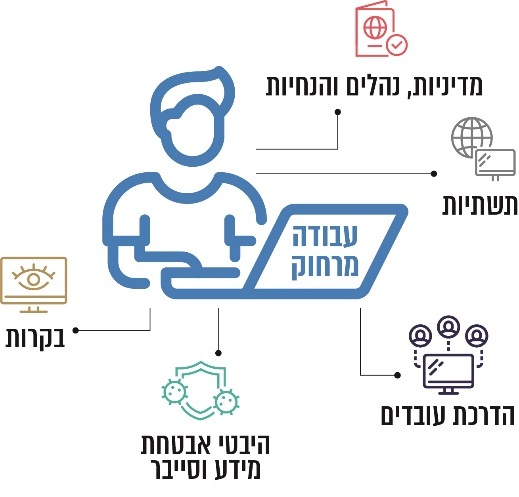 מדיניות, נהלים והנחיות
תשתיות
עבודה
מרחוק
בקרות
הדרכת עובדים
היבטי אבטחת
מידע וסייבר